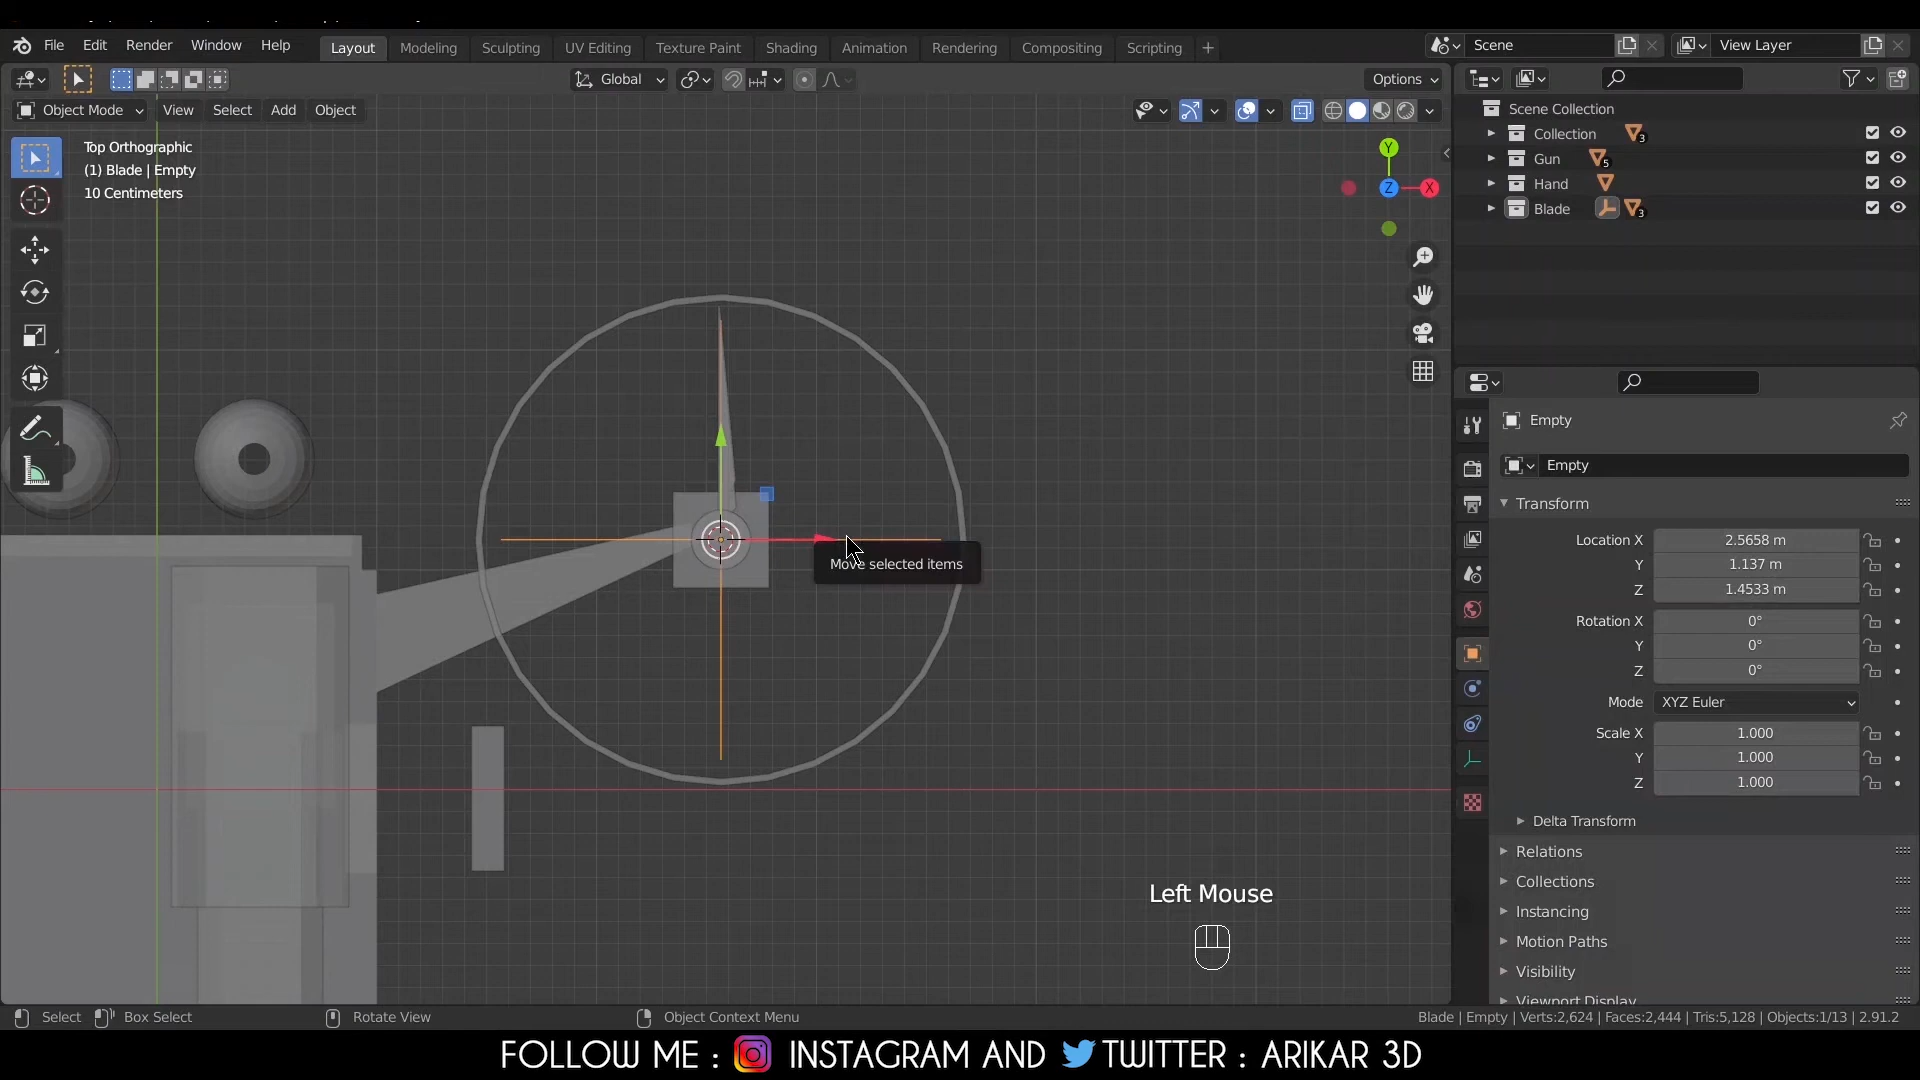 File Edit Render Window Help Layout Modeling Sculpting UV Editing Texture Paint Shading Animation Rendering Compositing Scripting + Scene View Layer
Global Options
Object Mode View Select Add Object
Top Orthographic
(1) Blade | Empty
10 Centimeters
Y
Z
X
Move selected items
Left Mouse
Scene Collection
Collection 3
Gun 5
Hand
Blade 3
Empty
Empty
Transform
Location X 2.5658 m
Y 1.137 m
Z 1.4533 m
Rotation X 0°
Y 0°
Z 0°
Mode XYZ Euler
Scale X 1.000
Y 1.000
Z 1.000
Delta Transform
Relations
Collections
Instancing
Motion Paths
Visibility
Viewport Display
Select Box Select Rotate View Object Context Menu Blade | Empty | Verts:2,624 | Faces:2,444 | Tris:5,128 | Objects:1/13 | 2.91.2
FOLLOW ME : INSTAGRAM AND TWITTER : ARIKAR 3D